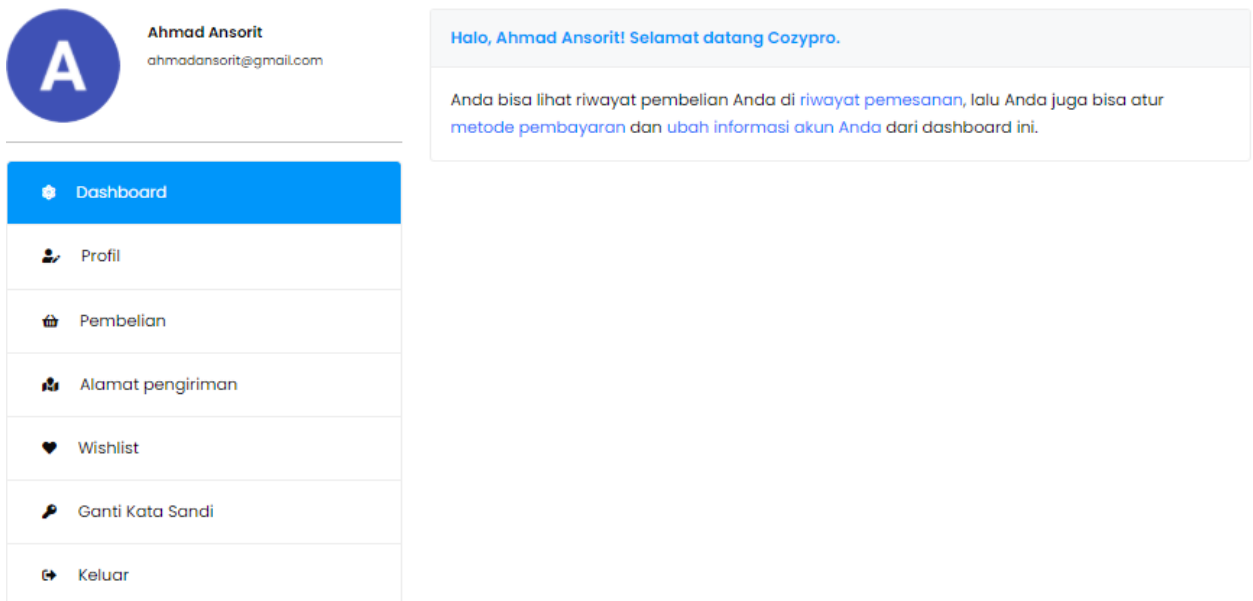 A
Ahmad Ansorit
ahmadansorit@gmail.com
Dashboard
Profil
Pembelian
Alamat pengiriman
Wishlist
Ganti Kata Sandi
Keluar
Halo, Ahmad Ansorit! Selamat datang Cozypro.
Anda bisa lihat riwayat pembelian Anda di riwayat pemesanan, lalu Anda juga bisa atur
metode pembayaran dan ubah informasi akun Anda dari dashboard ini.